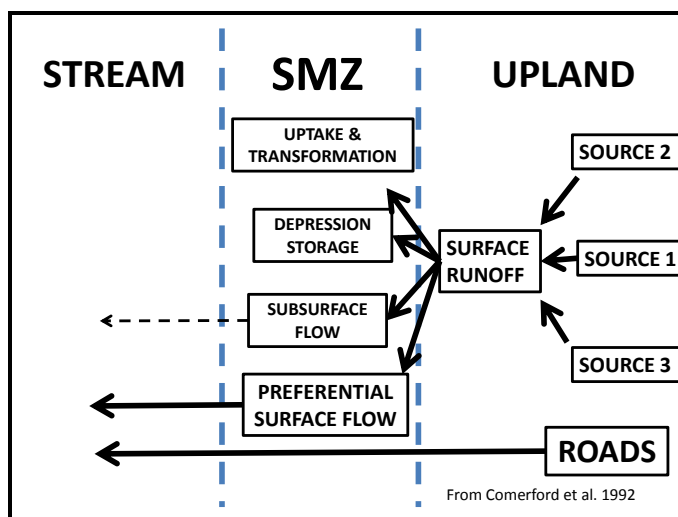 STREAM
SMZ
UPLAND
UPTAKE &
TRANSFORMATION
SOURCE 2
DEPRESSION
STORAGE
SURFACE
RUNOFF
SOURCE 1
SUBSURFACE
FLOW
SOURCE 3
PREFERENTIAL
SURFACE FLOW
ROADS
From Comerford et al. 1992